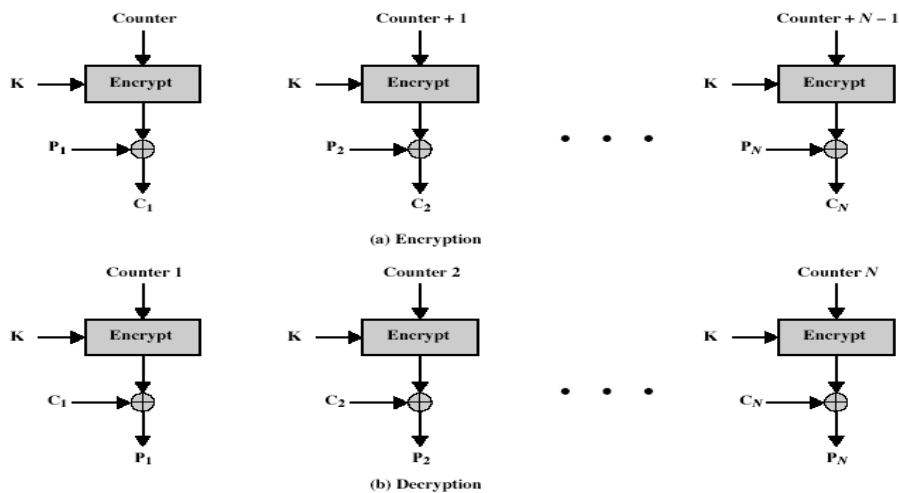 Counter Counter + 1 Counter + N – 1
K Encrypt K Encrypt K Encrypt
P1 P2 PN
C1 C2 CN
(a) Encryption
Counter 1 Counter 2 Counter N
K Encrypt K Encrypt K Encrypt
C1 C2 CN
P1 P2 PN
(b) Decryption